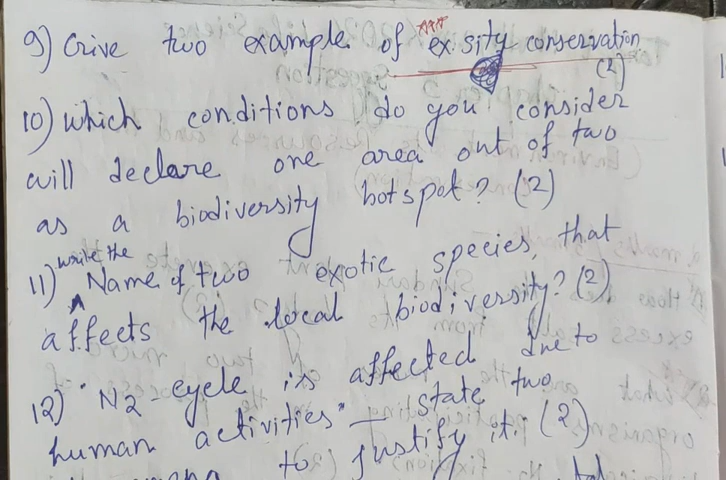 9) Give two example of ex.sity conservation
(2)
10) Which conditions do you consider
will declare one area out of two
as a biodiversity hotspot? (2)
write the
11) Name of two exotic species, that
affects the local biodiversity? (2)
12) "N2 cycle is affected due to
human activities" — state two
to justify it. (2)